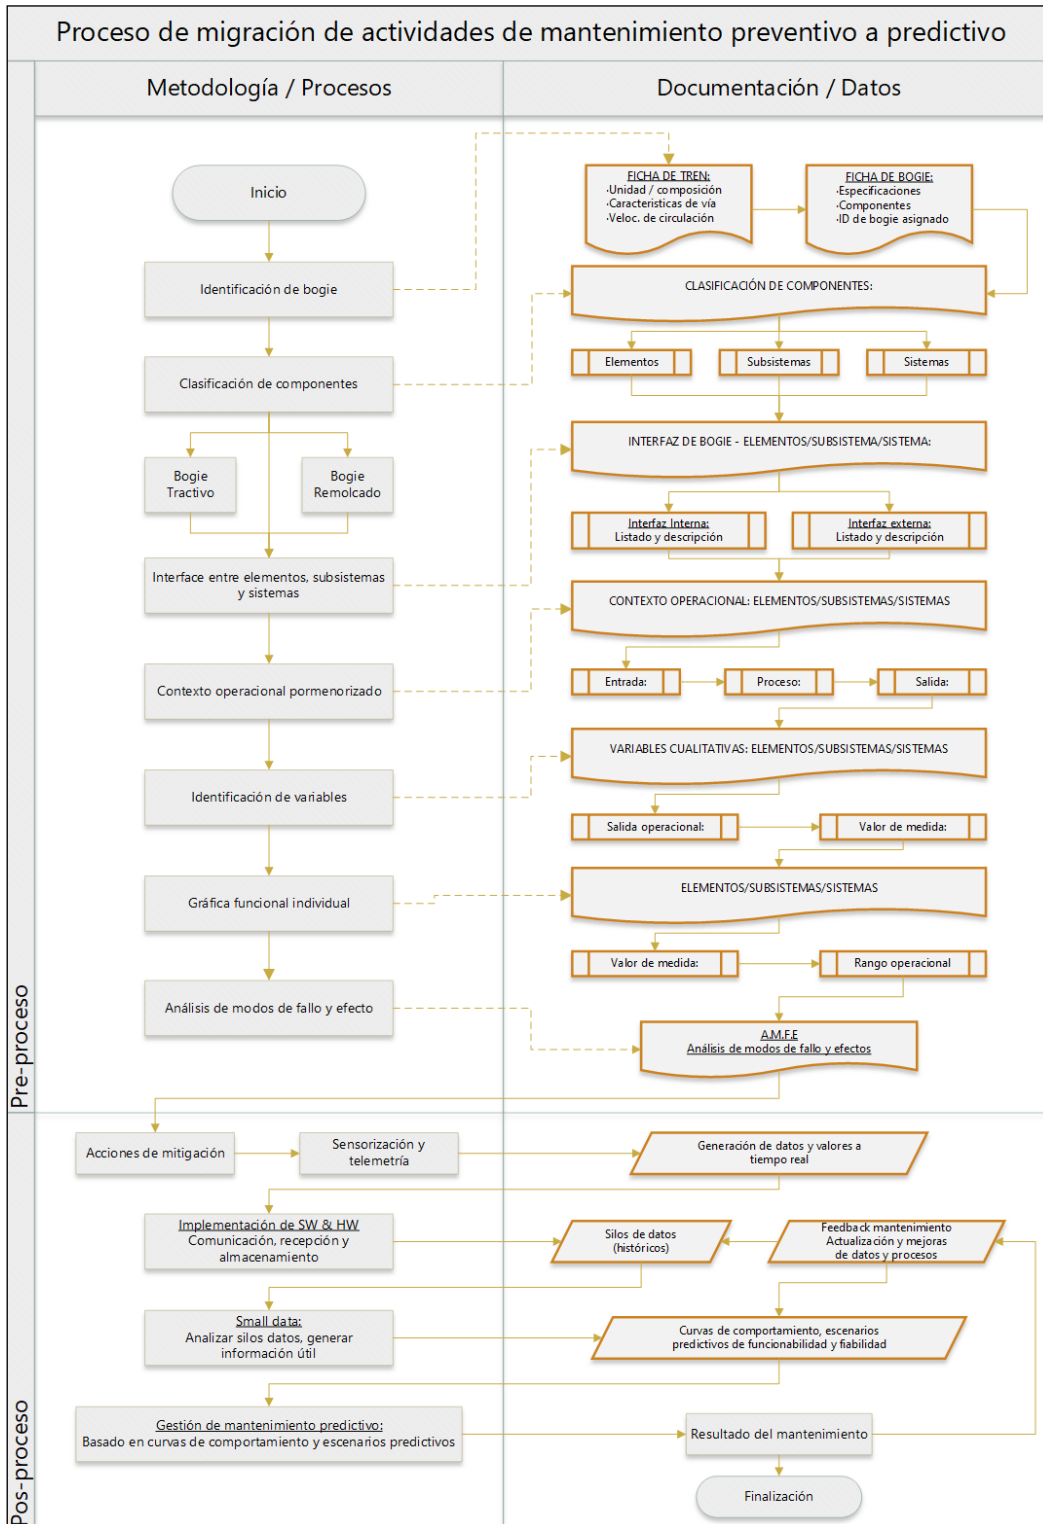 Proceso de migración de actividades de mantenimiento preventivo a predictivo
Metodología / Procesos
Documentación / Datos
Pre-proceso
Inicio
FICHA DE TREN:
·Unidad / composición
·Caracteristicas de vía
·Veloc. de circulación
FICHA DE BOGIE:
·Especificaciones
·Componentes
·ID de bogie asignado
Identificación de bogie
CLASIFICACIÓN DE COMPONENTES:
Elementos
Subsistemas
Sistemas
Clasificación de componentes
INTERFAZ DE BOGIE - ELEMENTOS/SUBSISTEMA/SISTEMA:
Bogie
Tractivo
Bogie
Remolcado
Interfaz Interna:
Listado y descripción
Interfaz externa:
Listado y descripción
Interface entre elementos, subsistemas
y sistemas
CONTEXTO OPERACIONAL: ELEMENTOS/SUBSISTEMAS/SISTEMAS
Contexto operacional pormenorizado
Entrada:
Proceso:
Salida:
VARIABLES CUALITATIVAS: ELEMENTOS/SUBSISTEMAS/SISTEMAS
Identificación de variables
Salida operacional:
Valor de medida:
Gráfica funcional individual
ELEMENTOS/SUBSISTEMAS/SISTEMAS
Valor de medida:
Rango operacional
Análisis de modos de fallo y efecto
A.M.F.E
Análisis de modos de fallo y efectos
Pos-proceso
Acciones de mitigación
Sensorización y
telemetría
Generación de datos y valores a
tiempo real
Implementación de SW & HW
Comunicación, recepción y
almacenamiento
Silos de datos
(históricos)
Feedback mantenimiento
Actualización y mejoras
de datos y procesos
Small data:
Analizar silos datos, generar
información útil
Curvas de comportamiento, escenarios
predictivos de funcionabilidad y fiabilidad
Gestión de mantenimiento predictivo:
Basado en curvas de comportamiento y escenarios predictivos
Resultado del mantenimiento
Finalización